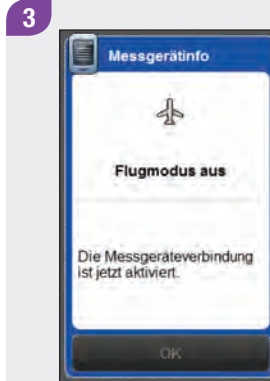 3
Messgerätinfo
Flugmodus aus
Die Messgeräteverbindung
ist jetzt aktiviert.
OK